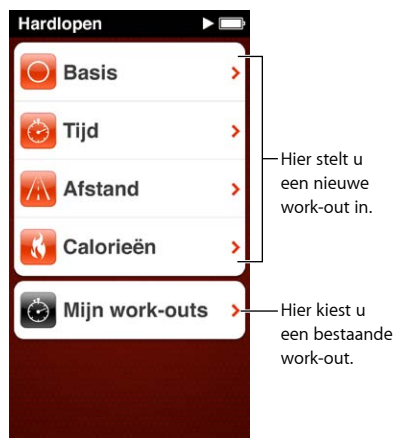 Hardlopen
Basis
Tijd
Afstand
Calorieën
Mijn work-outs
Hier stelt u
een nieuwe
work-out in.
Hier kiest u
een bestaande
work-out.